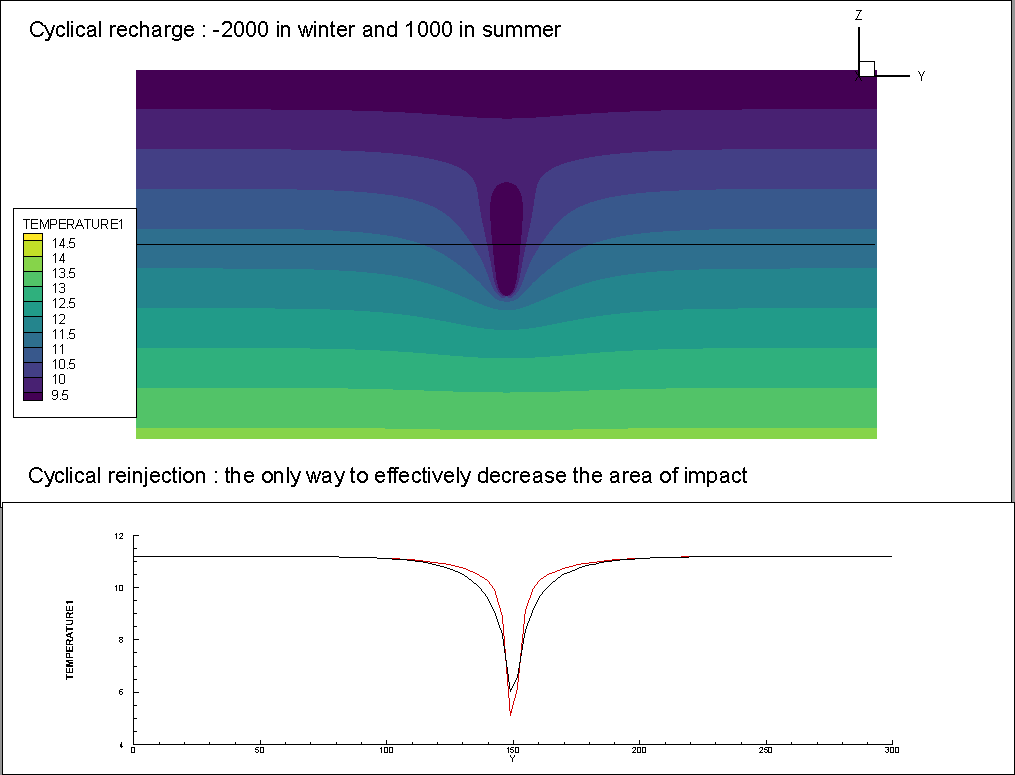 Cyclical recharge : -2000 in winter and 1000 in summer
Z
X
Y
TEMPERATURE1
14.5
14
13.5
13
12.5
12
11.5
11
10.5
10
9.5
Cyclical reinjection : the only way to effectively decrease the area of impact
TEMPERATURE1
12
10
8
6
4
0
50
100
150
200
250
300
Y